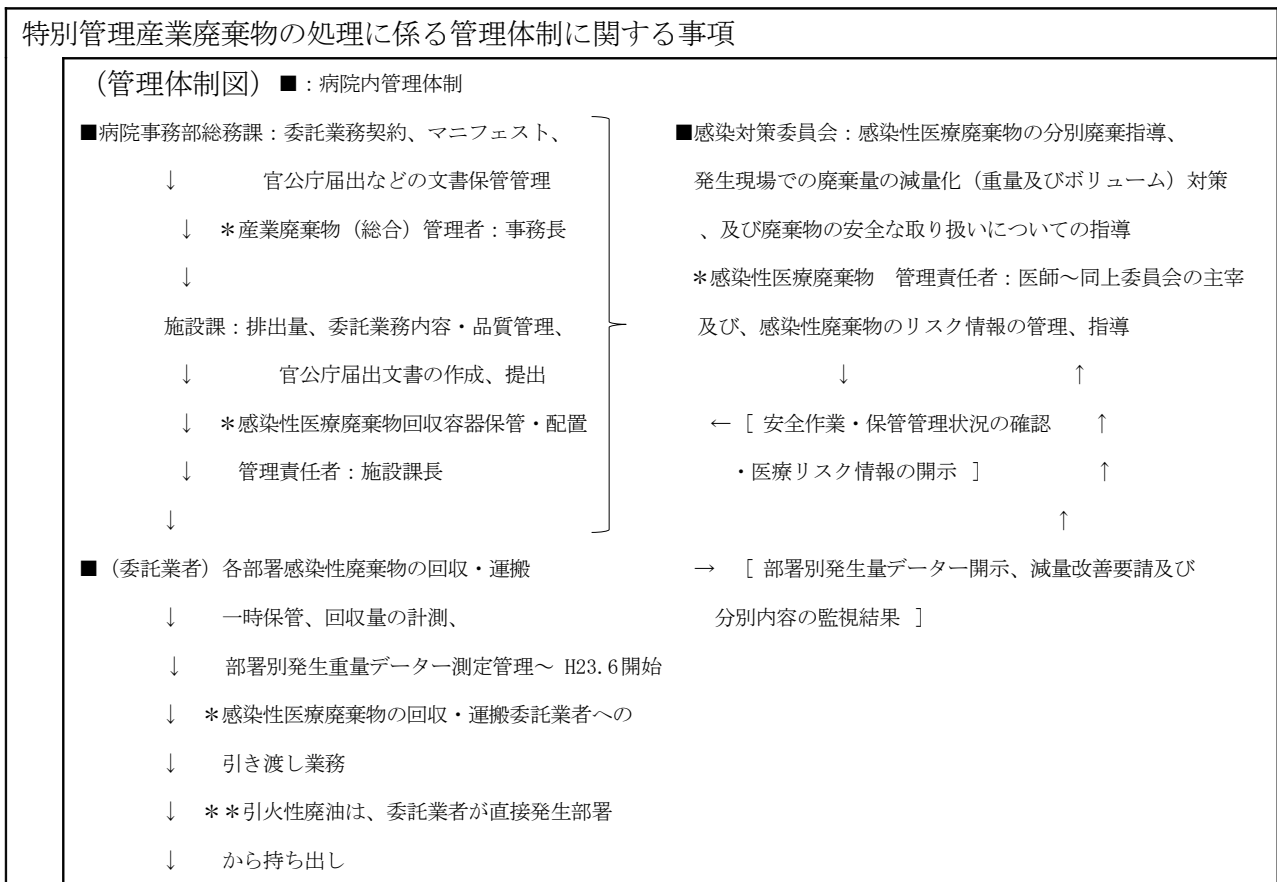 特別管理産業廃棄物の処理に係る管理体制に関する事項
（管理体制図）■：病院内管理体制
■病院事務部総務課：委託業務契約、マニフェスト、
↓ 官公庁届出などの文書保管管理
↓ ＊産業廃棄物（総合）管理者：事務長
↓
施設課：排出量、委託業務内容・品質管理、
↓ 官公庁届出文書の作成、提出
↓ ＊感染性医療廃棄物回収容器保管・配置
↓ 管理責任者：施設課長
↓
■感染対策委員会：感染性医療廃棄物の分別廃棄指導、
発生現場での廃棄量の減量化（重量及びボリューム）対策
、及び廃棄物の安全な取り扱いについての指導
＊感染性医療廃棄物　管理責任者：医師～同上委員会の主宰
及び、感染性廃棄物のリスク情報の管理、指導
↓ ↑
← ［ 安全作業・保管管理状況の確認 ↑
・医療リスク情報の開示 ］ ↑
↑
■（委託業者）各部署感染性廃棄物の回収・運搬
↓ 一時保管、回収量の計測、
↓ 部署別発生重量データー測定管理～ H23.6開始
↓ ＊感染性医療廃棄物の回収・運搬委託業者への
↓ 引き渡し業務
↓ ＊＊引火性廃油は、委託業者が直接発生部署
↓ から持ち出し
→ ［ 部署別発生量データー開示、減量改善要請及び
分別内容の監視結果 ］